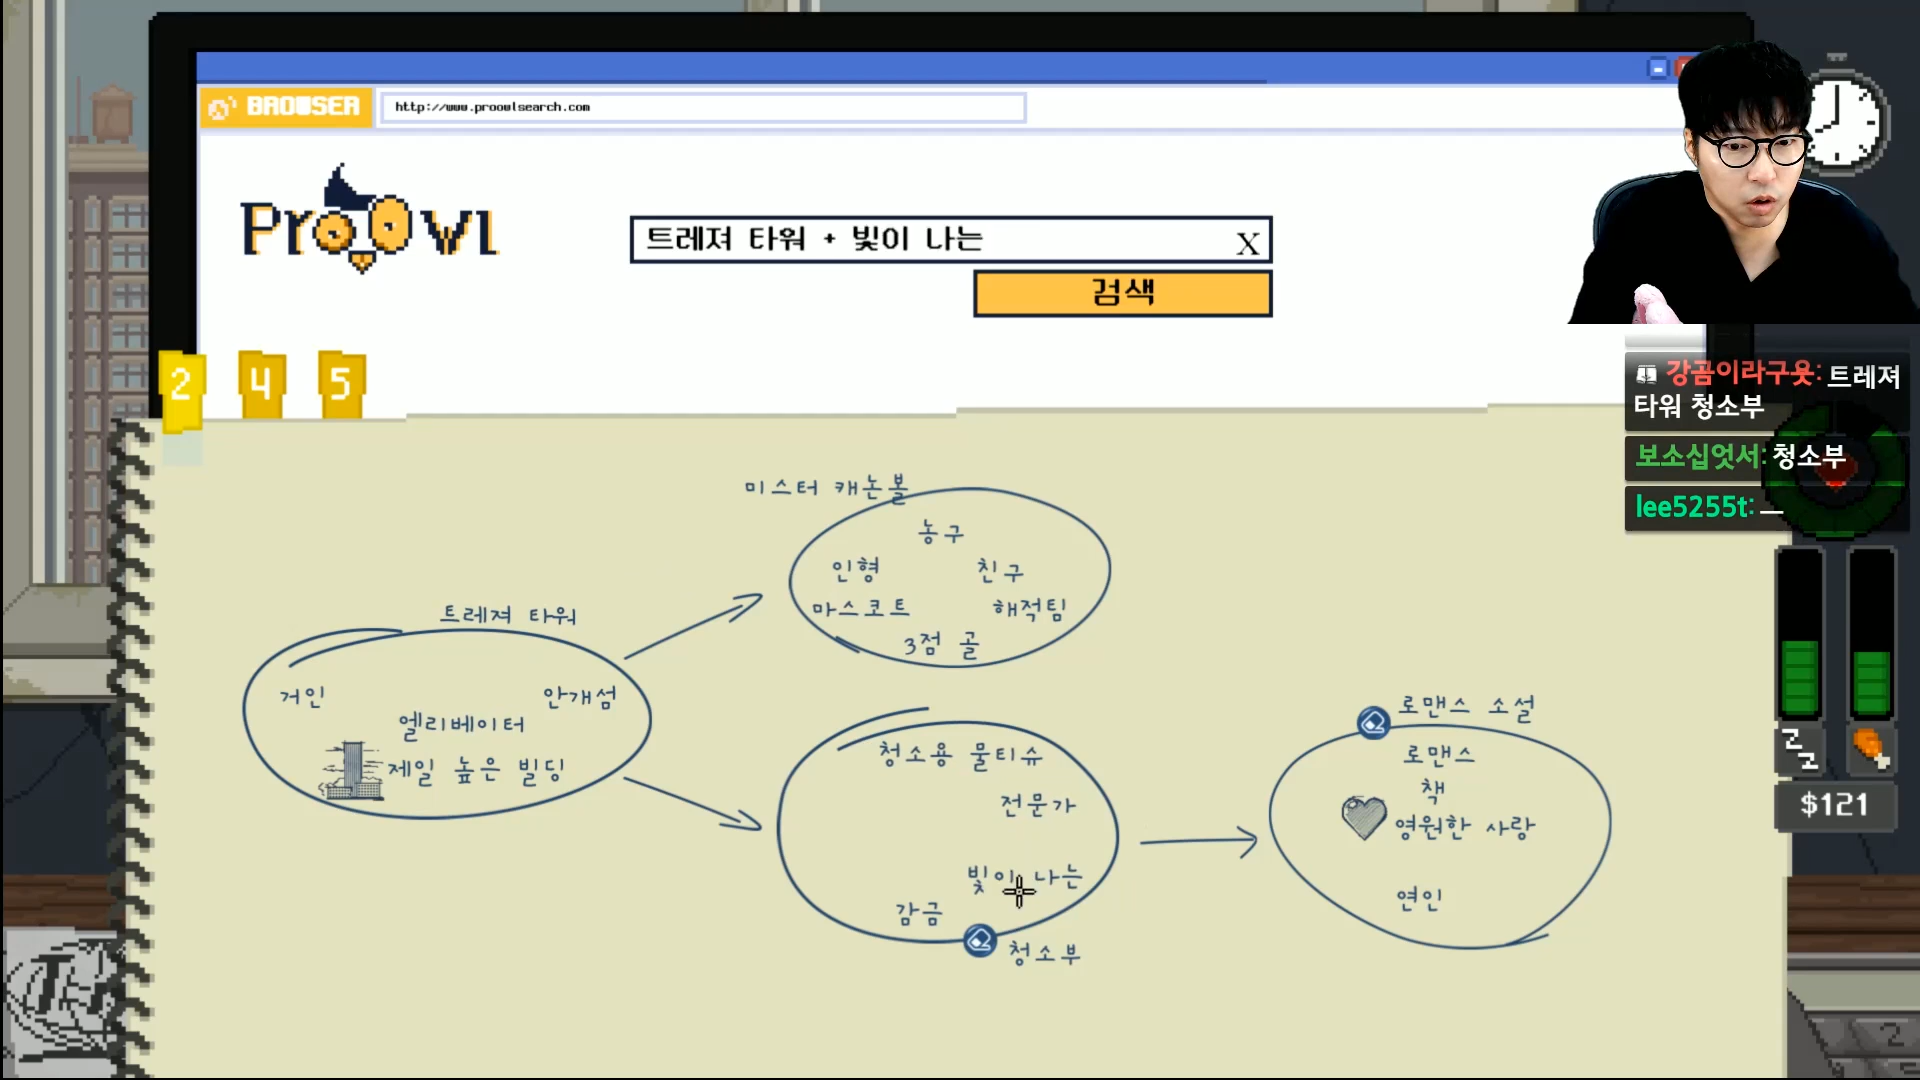 BROWSER
http://www.proowlsearch.com
PrOOwl
트레져 타워 + 빛이 나는
X
검색
2
4
5
강곰이라구욧: 트레져
타워 청소부
보소십엇서: 청소부
lee5255t: ㅡ
미스터 캐논볼
농구
인형
친구
마스코트
해적팀
3점 골
트레져 타워
거인
안개섬
엘리베이터
제일 높은 빌딩
청소용 물티슈
전문가
빛이 나는
감금
청소부
로맨스 소설
로맨스
책
영원한 사랑
연인
$121
2